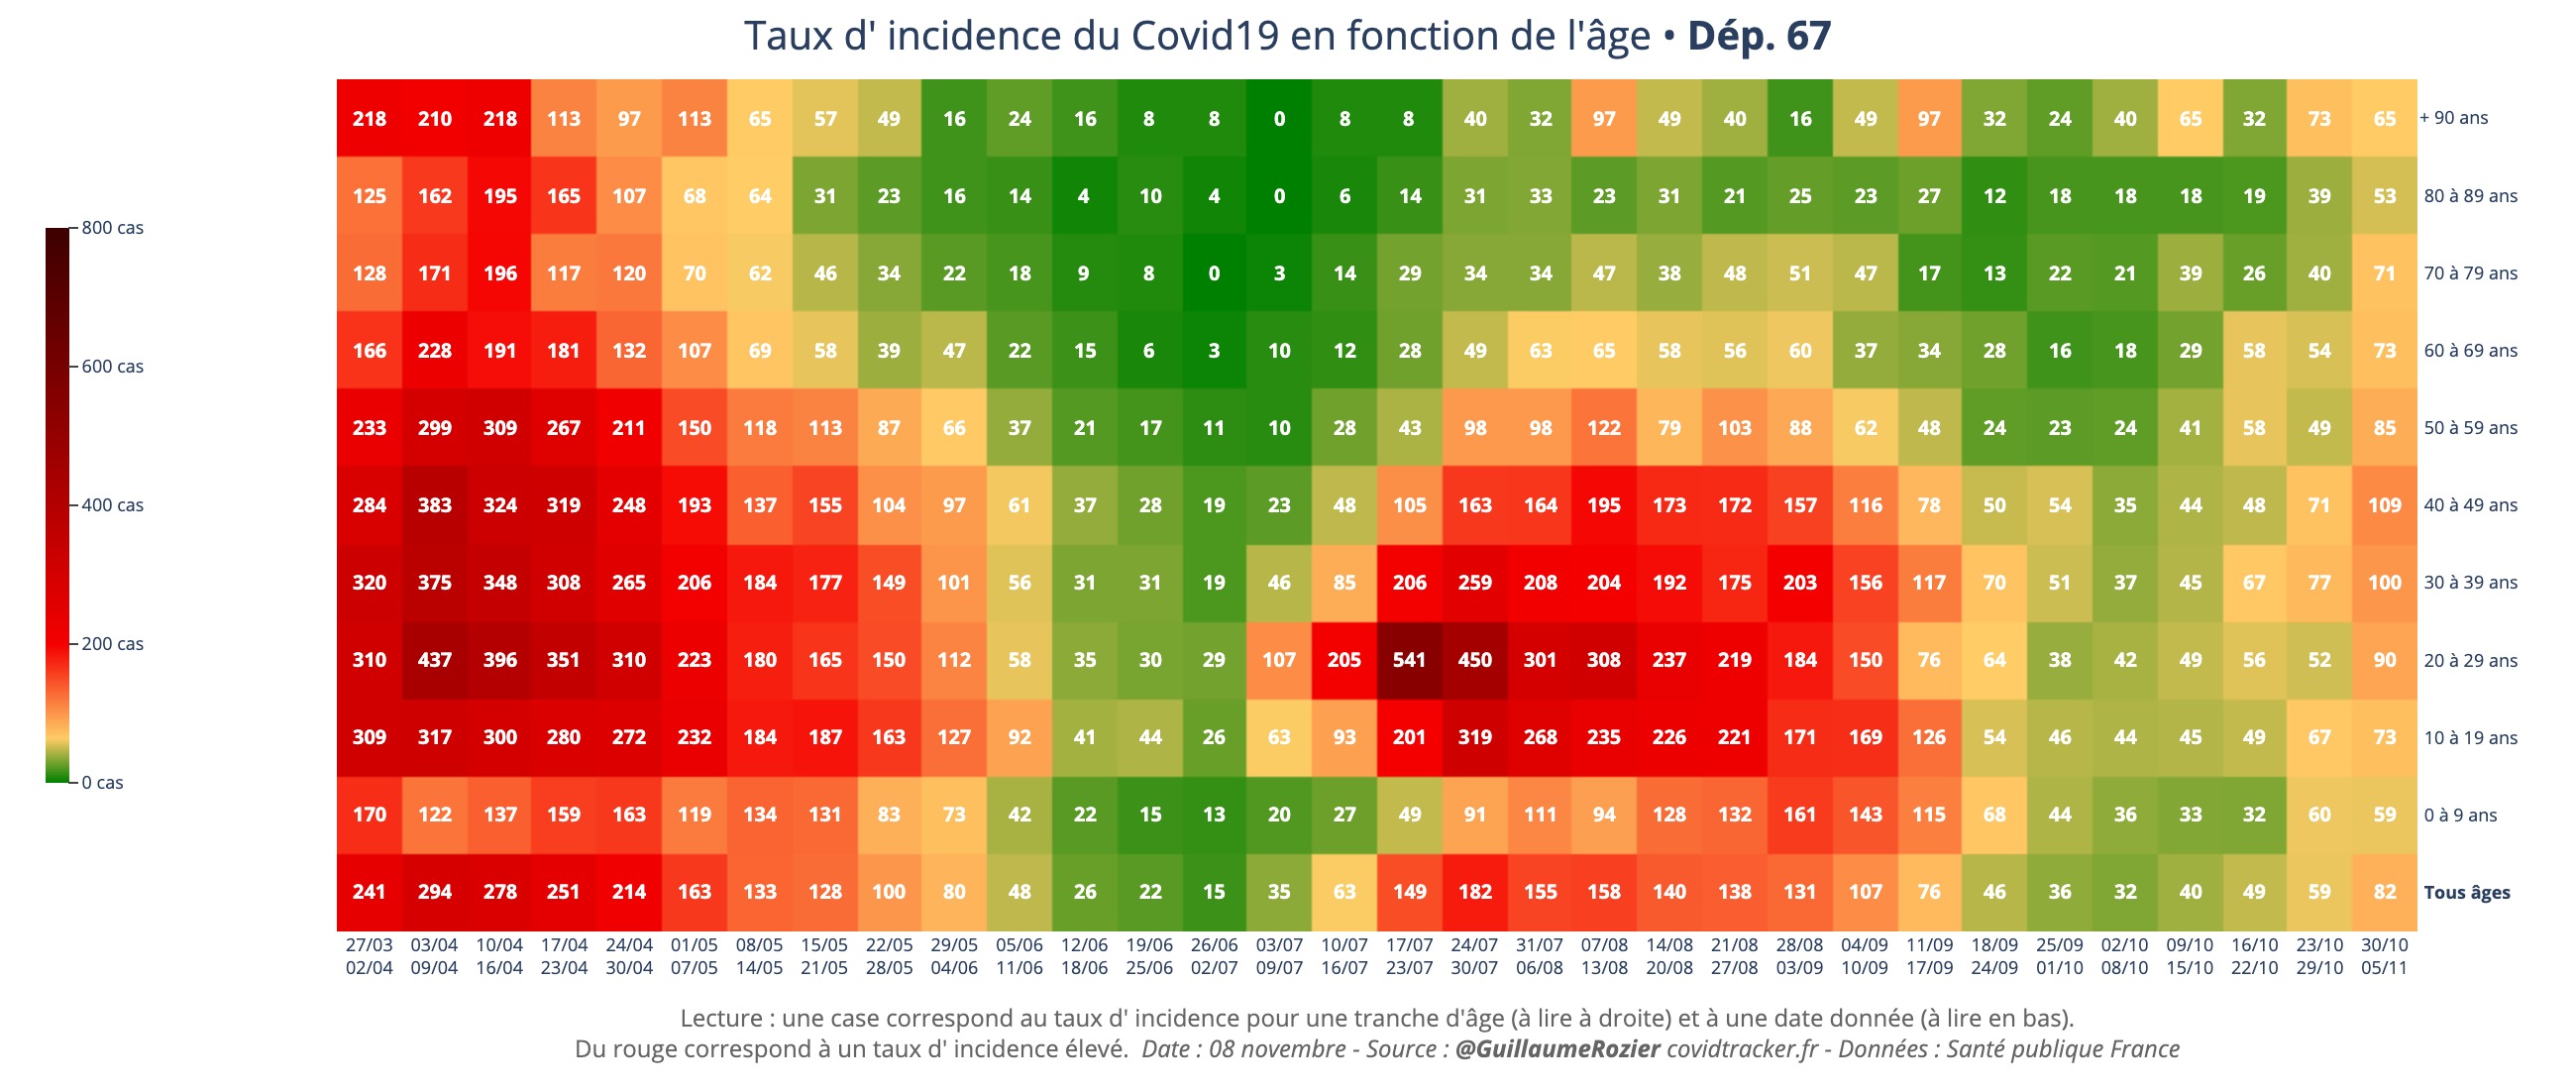 Taux d' incidence du Covid19 en fonction de l'âge • Dép. 67
800 cas
600 cas
400 cas
200 cas
0 cas
218 210 218 113 97 113 65 57 49 16 24 16 8 8 0 8 8 40 32 97 49 40 16 49 97 32 24 40 65 32 73 65 + 90 ans
125 162 195 165 107 68 64 31 23 16 14 4 10 4 0 6 14 31 33 23 31 21 25 23 27 12 18 18 18 19 39 53 80 à 89 ans
128 171 196 117 120 70 62 46 34 22 18 9 8 0 3 14 29 34 34 47 38 48 51 47 17 13 22 21 39 26 40 71 70 à 79 ans
166 228 191 181 132 107 69 58 39 47 22 15 6 3 10 12 28 49 63 65 58 56 60 37 34 28 16 18 29 58 54 73 60 à 69 ans
233 299 309 267 211 150 118 113 87 66 37 21 17 11 10 28 43 98 98 122 79 103 88 62 48 24 23 24 41 58 49 85 50 à 59 ans
284 383 324 319 248 193 137 155 104 97 61 37 28 19 23 48 105 163 164 195 173 172 157 116 78 50 54 35 44 48 71 109 40 à 49 ans
320 375 348 308 265 206 184 177 149 101 56 31 31 19 46 85 206 259 208 204 192 175 203 156 117 70 51 37 45 67 77 100 30 à 39 ans
310 437 396 351 310 223 180 165 150 112 58 35 30 29 107 205 541 450 301 308 237 219 184 150 76 64 38 42 49 56 52 90 20 à 29 ans
309 317 300 280 272 232 184 187 163 127 92 41 44 26 63 93 201 319 268 235 226 221 171 169 126 54 46 44 45 49 67 73 10 à 19 ans
170 122 137 159 163 119 134 131 83 73 42 22 15 13 20 27 49 91 111 94 128 132 161 143 115 68 44 36 33 32 60 59 0 à 9 ans
241 294 278 251 214 163 133 128 100 80 48 26 22 15 35 63 149 182 155 158 140 138 131 107 76 46 36 32 40 49 59 82 Tous âges
27/03 03/04 10/04 17/04 24/04 01/05 08/05 15/05 22/05 29/05 05/06 12/06 19/06 26/06 03/07 10/07 17/07 24/07 31/07 07/08 14/08 21/08 28/08 04/09 11/09 18/09 25/09 02/10 09/10 16/10 23/10 30/10
02/04 09/04 16/04 23/04 30/04 07/05 14/05 21/05 28/05 04/06 11/06 18/06 25/06 02/07 09/07 16/07 23/07 30/07 06/08 13/08 20/08 27/08 03/09 10/09 17/09 24/09 01/10 08/10 15/10 22/10 29/10 05/11
Lecture : une case correspond au taux d' incidence pour une tranche d'âge (à lire à droite) et à une date donnée (à lire en bas).
Du rouge correspond à un taux d' incidence élevé. Date : 08 novembre - Source : @GuillaumeRozier covidtracker.fr - Données : Santé publique France